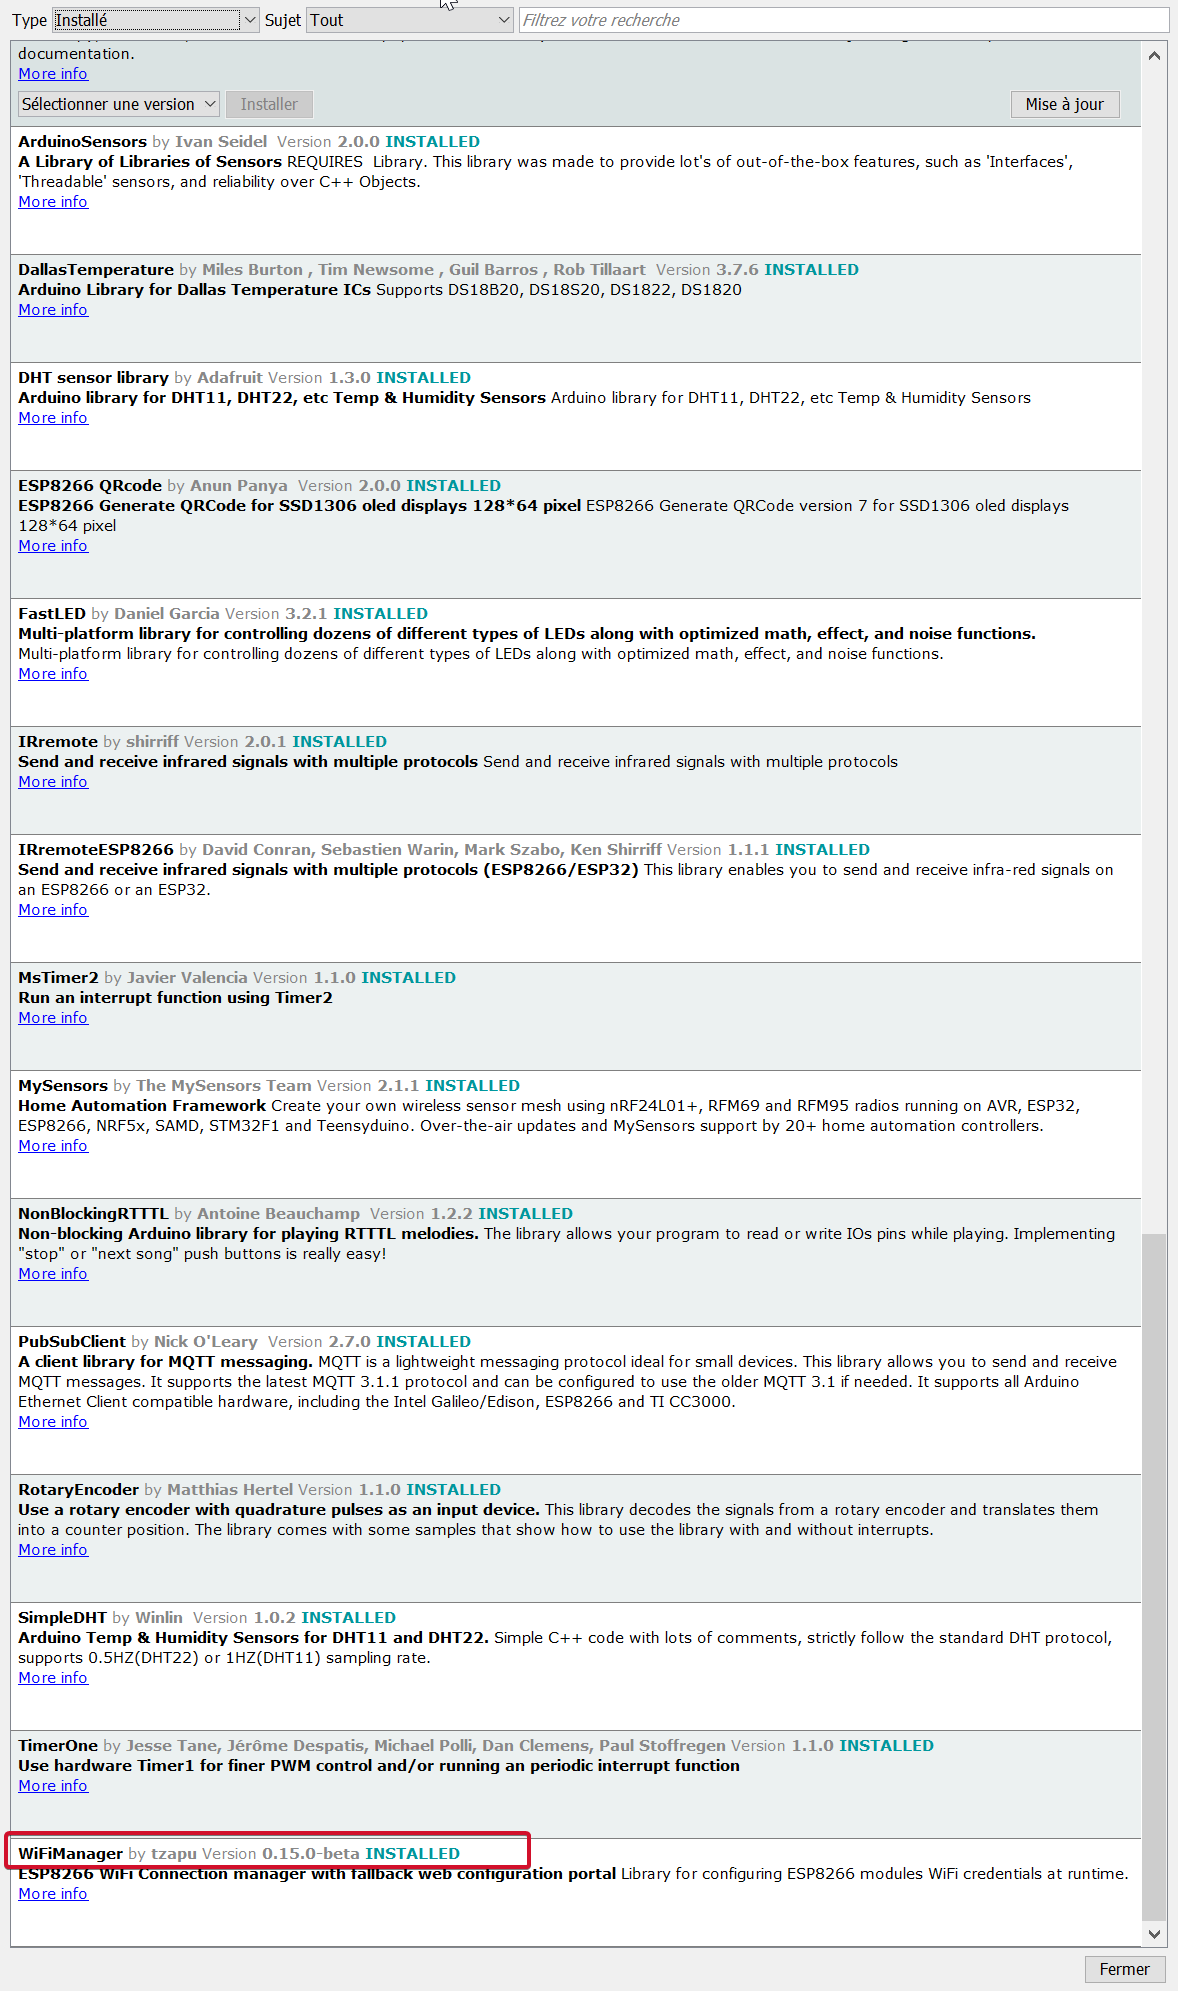 Type Installé Sujet Tout Filtrez votre recherche
documentation.
More info
Sélectionner une version Installer Mise à jour
ArduinoSensors by Ivan Seidel Version 2.0.0 INSTALLED
A Library of Libraries of Sensors REQUIRES Library. This library was made to provide lot's of out-of-the-box features, such as 'Interfaces',
'Threadable' sensors, and reliability over C++ Objects.
More info
DallasTemperature by Miles Burton , Tim Newsome , Guil Barros , Rob Tillaart Version 3.7.6 INSTALLED
Arduino Library for Dallas Temperature ICs Supports DS18B20, DS18S20, DS1822, DS1820
More info
DHT sensor library by Adafruit Version 1.3.0 INSTALLED
Arduino library for DHT11, DHT22, etc Temp & Humidity Sensors Arduino library for DHT11, DHT22, etc Temp & Humidity Sensors
More info
ESP8266 QRcode by Anun Panya Version 2.0.0 INSTALLED
ESP8266 Generate QRCode for SSD1306 oled displays 128*64 pixel ESP8266 Generate QRCode version 7 for SSD1306 oled displays
128*64 pixel
More info
FastLED by Daniel Garcia Version 3.2.1 INSTALLED
Multi-platform library for controlling dozens of different types of LEDs along with optimized math, effect, and noise functions.
Multi-platform library for controlling dozens of different types of LEDs along with optimized math, effect, and noise functions.
More info
IRremote by shirriff Version 2.0.1 INSTALLED
Send and receive infrared signals with multiple protocols Send and receive infrared signals with multiple protocols
More info
IRremoteESP8266 by David Conran, Sebastien Warin, Mark Szabo, Ken Shirriff Version 1.1.1 INSTALLED
Send and receive infrared signals with multiple protocols (ESP8266/ESP32) This library enables you to send and receive infra-red signals on
an ESP8266 or an ESP32.
More info
MsTimer2 by Javier Valencia Version 1.1.0 INSTALLED
Run an interrupt function using Timer2
More info
MySensors by The MySensors Team Version 2.1.1 INSTALLED
Home Automation Framework Create your own wireless sensor mesh using nRF24L01+, RFM69 and RFM95 radios running on AVR, ESP32,
ESP8266, NRF5x, SAMD, STM32F1 and Teensyduino. Over-the-air updates and MySensors support by 20+ home automation controllers.
More info
NonBlockingRTTTL by Antoine Beauchamp Version 1.2.2 INSTALLED
Non-blocking Arduino library for playing RTTTL melodies. The library allows your program to read or write IOs pins while playing. Implementing
"stop" or "next song" push buttons is really easy!
More info
PubSubClient by Nick O'Leary Version 2.7.0 INSTALLED
A client library for MQTT messaging. MQTT is a lightweight messaging protocol ideal for small devices. This library allows you to send and receive
MQTT messages. It supports the latest MQTT 3.1.1 protocol and can be configured to use the older MQTT 3.1 if needed. It supports all Arduino
Ethernet Client compatible hardware, including the Intel Galileo/Edison, ESP8266 and TI CC3000.
More info
RotaryEncoder by Matthias Hertel Version 1.1.0 INSTALLED
Use a rotary encoder with quadrature pulses as an input device. This library decodes the signals from a rotary encoder and translates them
into a counter position. The library comes with some samples that show how to use the library with and without interrupts.
More info
SimpleDHT by Winlin Version 1.0.2 INSTALLED
Arduino Temp & Humidity Sensors for DHT11 and DHT22. Simple C++ code with lots of comments, strictly follow the standard DHT protocol,
supports 0.5HZ(DHT22) or 1HZ(DHT11) sampling rate.
More info
TimerOne by Jesse Tane, Jérôme Despatis, Michael Polli, Dan Clemens, Paul Stoffregen Version 1.1.0 INSTALLED
Use hardware Timer1 for finer PWM control and/or running an periodic interrupt function
More info
WiFiManager by tzapu Version 0.15.0-beta INSTALLED
ESP8266 WiFi Connection manager with fallback web configuration portal Library for configuring ESP8266 modules WiFi credentials at runtime.
More info
Fermer